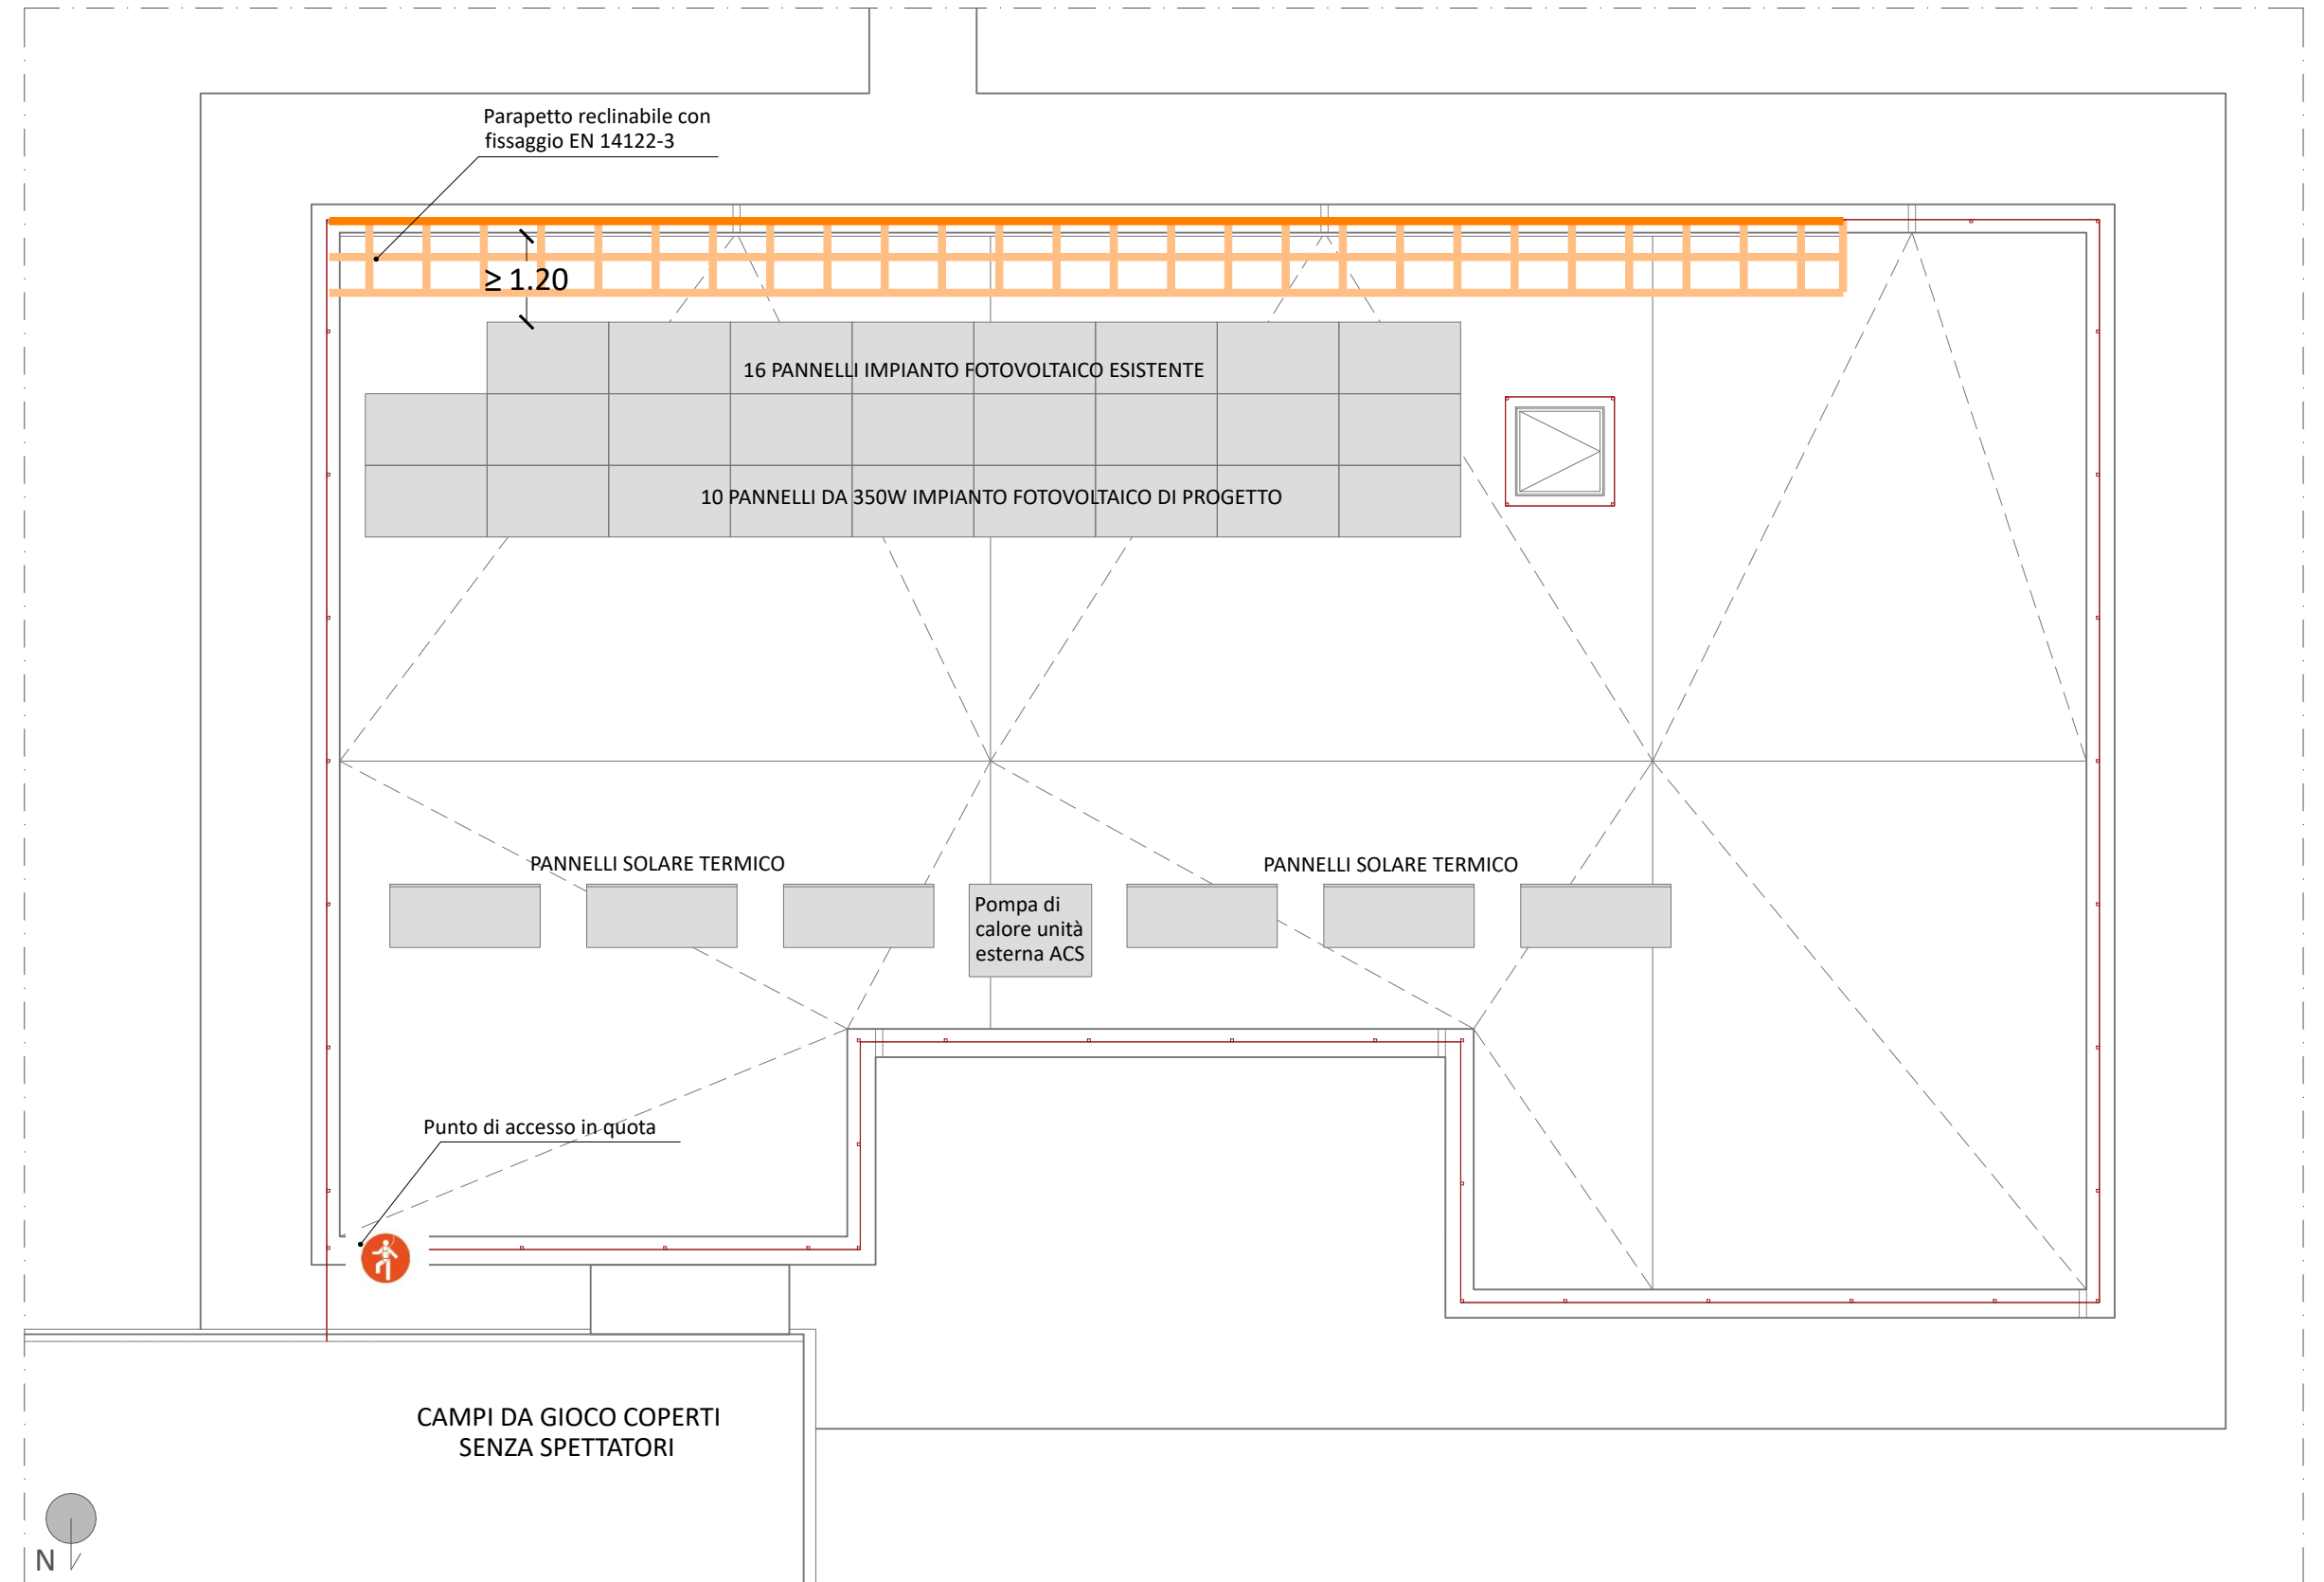 Parapetto reclinabile con
fissaggio EN 14122-3
≥ 1.20
16 PANNELLI IMPIANTO FOTOVOLTAICO ESISTENTE
10 PANNELLI DA 350W IMPIANTO FOTOVOLTAICO DI PROGETTO
PANNELLI SOLARE TERMICO
PANNELLI SOLARE TERMICO
Pompa di
calore unità
esterna ACS
Punto di accesso in quota
CAMPI DA GIOCO COPERTI
SENZA SPETTATORI
N